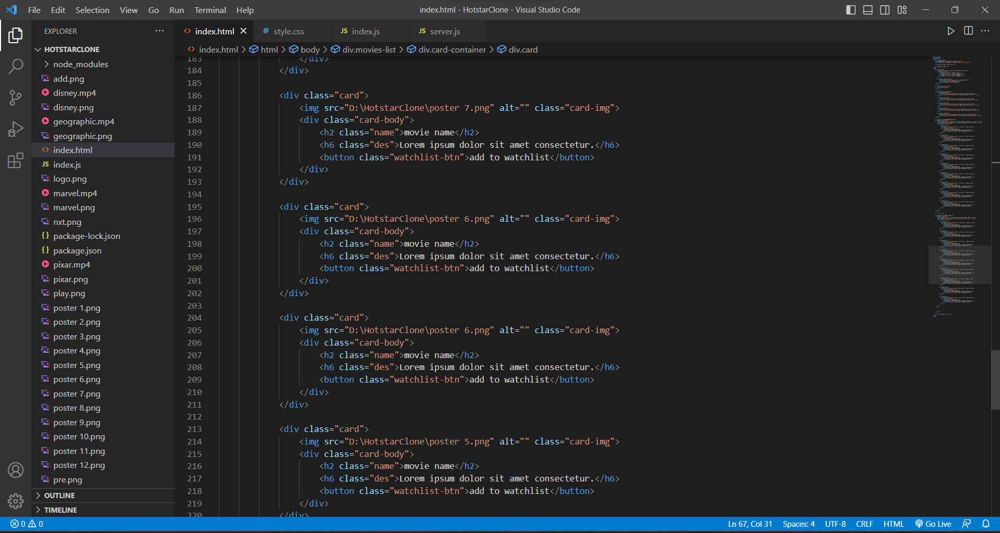 File Edit Selection View Go Run Terminal Help
index.html - HotstarClone - Visual Studio Code
EXPLORER
HOTSTARCLONE
node_modules
add.png
disney.mp4
disney.png
geographic.mp4
geographic.png
index.html
JS index.js
logo.png
marvel.mp4
marvel.png
nxt.png
{} package-lock.json
{} package.json
pixar.mp4
pixar.png
play.png
poster 1.png
poster 2.png
poster 3.png
poster 4.png
poster 5.png
poster 6.png
poster 7.png
poster 8.png
poster 9.png
poster 10.png
poster 11.png
poster 12.png
pre.png
OUTLINE
TIMELINE
<> index.html # style.css JS index.js JS server.js
<> index.html > html > body > div.movies-list > div.card-container > div.card
183 </div>
184 </div>
185
186 <div class="card">
187 <img src="D:\HotstarClone\poster 7.png" alt="" class="card-img">
188 <div class="card-body">
189 <h2 class="name">movie name</h2>
190 <h6 class="des">Lorem ipsum dolor sit amet consectetur.</h6>
191 <button class="watchlist-btn">add to watchlist</button>
192 </div>
193 </div>
194
195 <div class="card">
196 <img src="D:\HotstarClone\poster 6.png" alt="" class="card-img">
197 <div class="card-body">
198 <h2 class="name">movie name</h2>
199 <h6 class="des">Lorem ipsum dolor sit amet consectetur.</h6>
200 <button class="watchlist-btn">add to watchlist</button>
201 </div>
202 </div>
203
204 <div class="card">
205 <img src="D:\HotstarClone\poster 6.png" alt="" class="card-img">
206 <div class="card-body">
207 <h2 class="name">movie name</h2>
208 <h6 class="des">Lorem ipsum dolor sit amet consectetur.</h6>
209 <button class="watchlist-btn">add to watchlist</button>
210 </div>
211 </div>
212
213 <div class="card">
214 <img src="D:\HotstarClone\poster 5.png" alt="" class="card-img">
215 <div class="card-body">
216 <h2 class="name">movie name</h2>
217 <h6 class="des">Lorem ipsum dolor sit amet consectetur.</h6>
218 <button class="watchlist-btn">add to watchlist</button>
219 </div>
220 </div>
0 0 Ln 67, Col 31 Spaces: 4 UTF-8 CRLF HTML Go Live